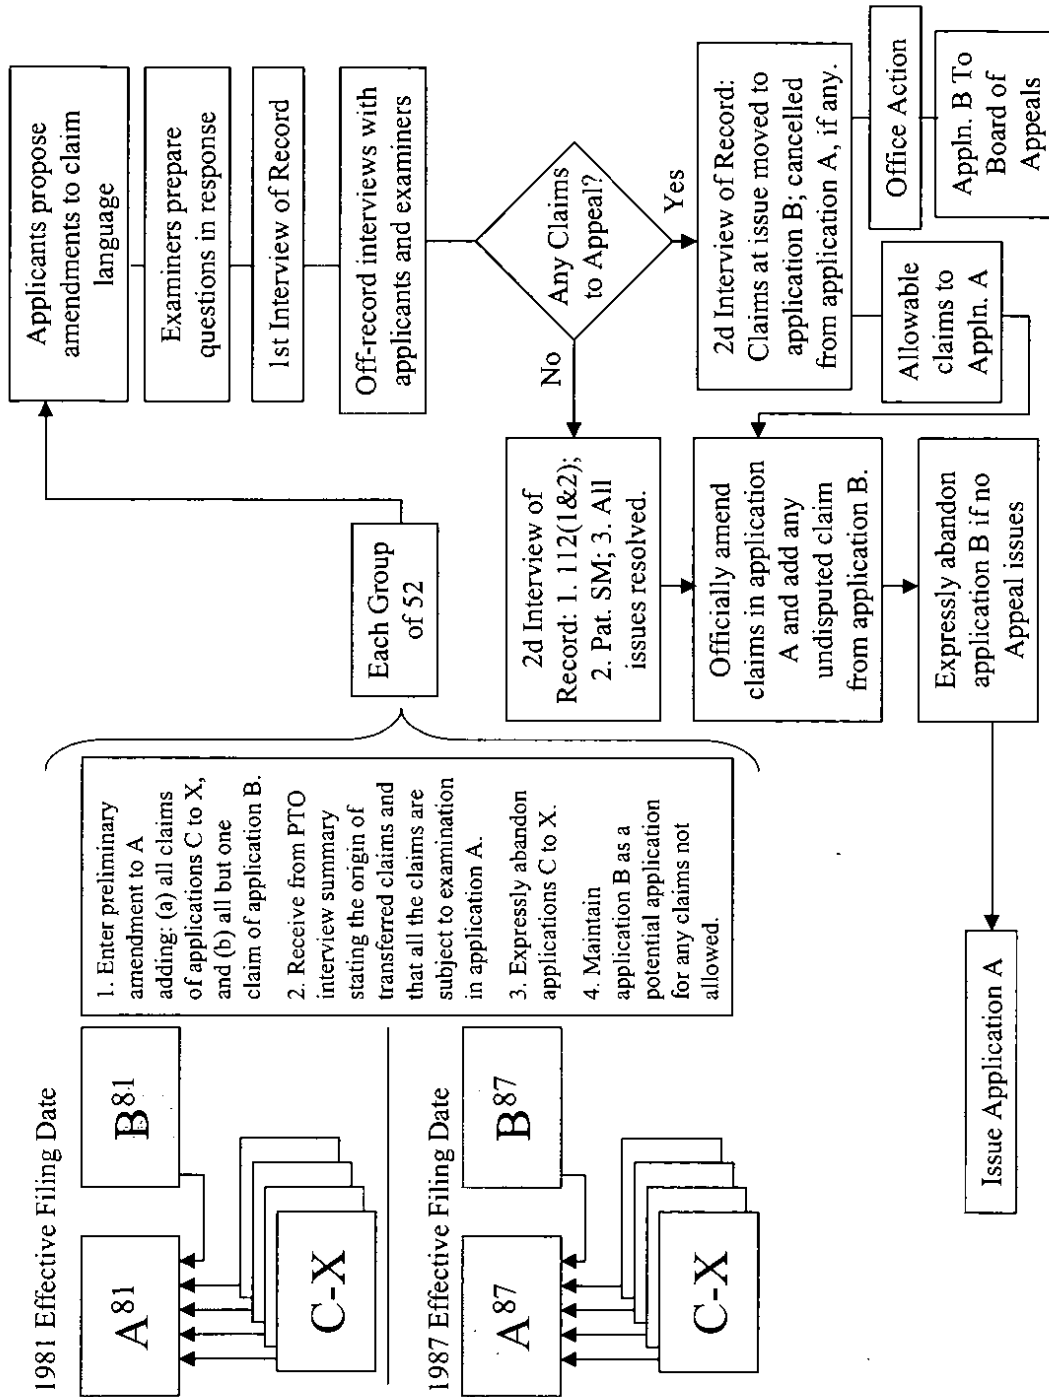 1981 Effective Filing Date
A81
B81
C-X
1987 Effective Filing Date
A87
B87
C-X
1. Enter preliminary
amendment to A
adding: (a) all claims
of applications C to X,
and (b) all but one
claim of application B.
2. Receive from PTO
interview summary
stating the origin of
transferred claims and
that all the claims are
subject to examination
in application A.
3. Expressly abandon
applications C to X.
4. Maintain
application B as a
potential application
for any claims not
allowed.
Each Group
of 52
Applicants propose
amendments to claim
language
Examiners prepare
questions in response
1st Interview of Record
Off-record interviews with
applicants and examiners
Any Claims
to Appeal?
No
Yes
2d Interview of
Record: 1. 112(1&2);
2. Pat. SM; 3. All
issues resolved.
2d Interview of Record:
Claims at issue moved to
application B; cancelled
from application A, if any.
Office Action
Appln. B To
Board of
Appeals
Allowable
claims to
Appln. A
Officially amend
claims in application
A and add any
undisputed claim
from application B.
Expressly abandon
application B if no
Appeal issues
Issue Application A